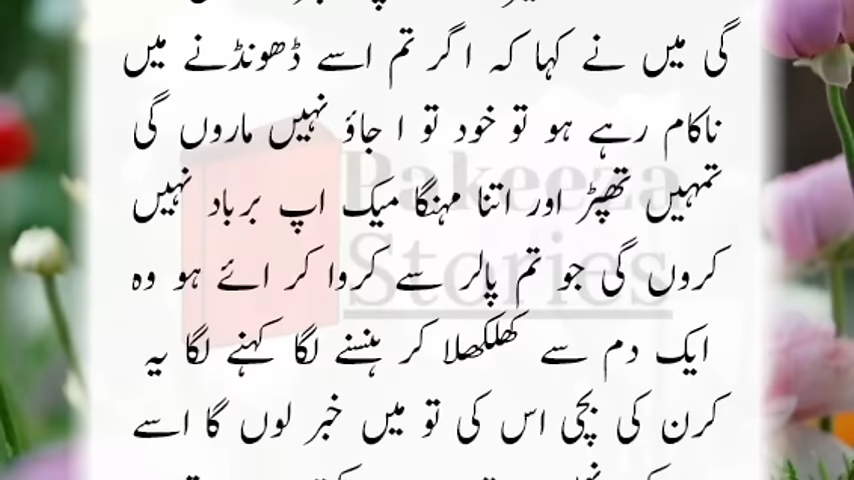 گی میں نے کہا کہ اگر تم اسے ڈھونڈنے میں
ناکام رہے ہو تو خود تو ا جاؤ نہیں ماروں گی
تمہیں تھپڑ اور اتنا مہنگا میک اپ برباد نہیں
کروں گی جو تم پالر سے کروا کر ائے ہو وہ
ایک دم سے کھلکھلا کر ہنسنے لگا کہنے لگا یہ
کرن کی بچی اس کی تو میں خبر لوں گا اسے
Pakeeza
Stories